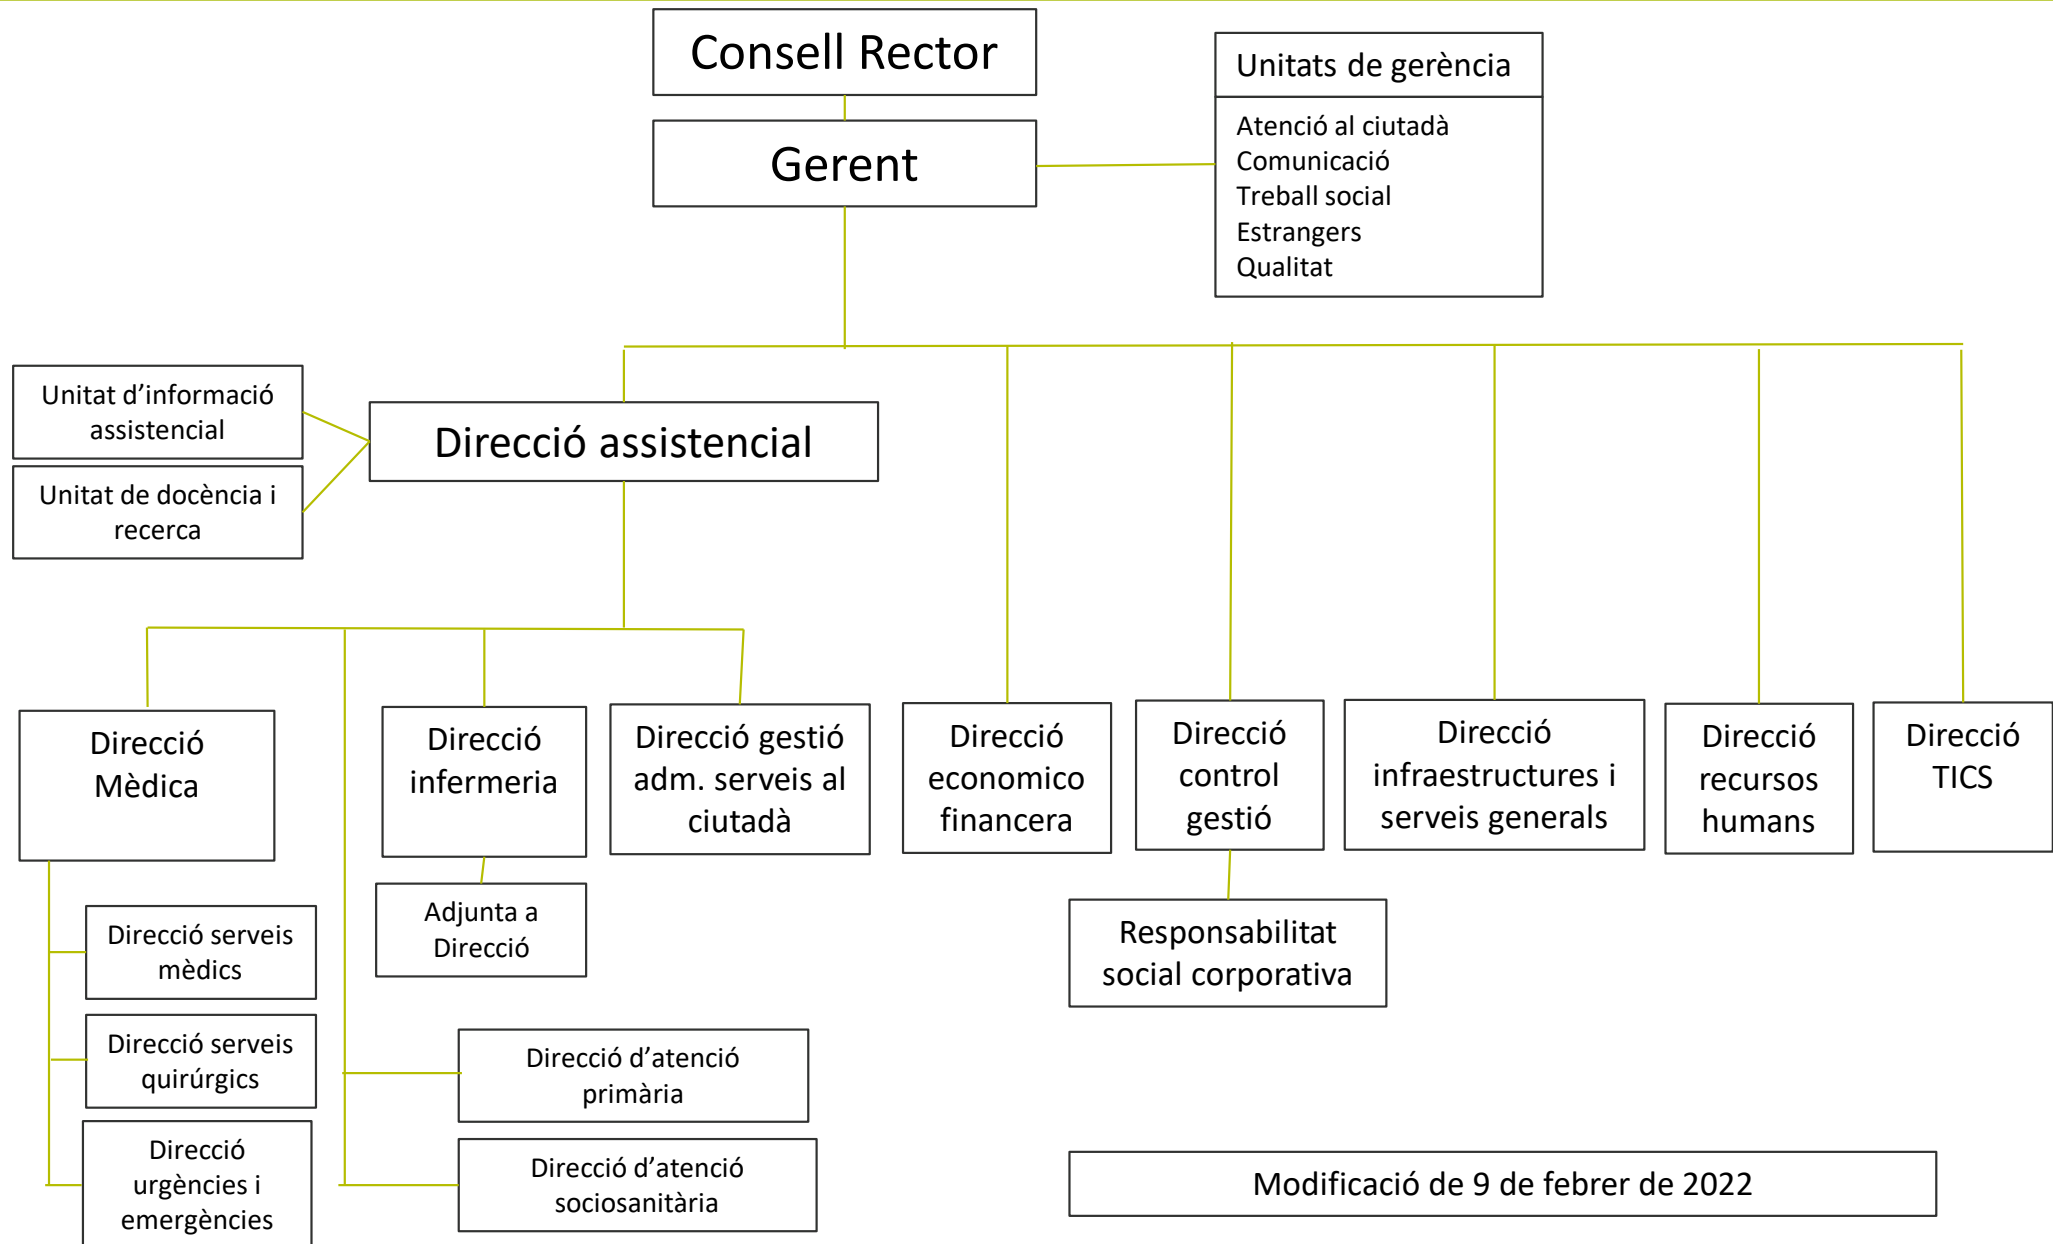 Consell Rector
Gerent
Unitats de gerència
Atenció al ciutadà
Comunicació
Treball social
Estrangers
Qualitat
Unitat d’informació
assistencial
Unitat de docència i
recerca
Direcció assistencial
Direcció
Mèdica
Direcció
infermeria
Direcció gestió
adm. serveis al
ciutadà
Direcció
economico
financera
Direcció
control
gestió
Direcció
infraestructures i
serveis generals
Direcció
recursos
humans
Direcció
TICS
Direcció serveis
mèdics
Direcció serveis
quirúrgics
Direcció
urgències i
emergències
Adjunta a
Direcció
Direcció d’atenció
primària
Direcció d’atenció
sociosanitària
Responsabilitat
social corporativa
Modificació de 9 de febrer de 2022